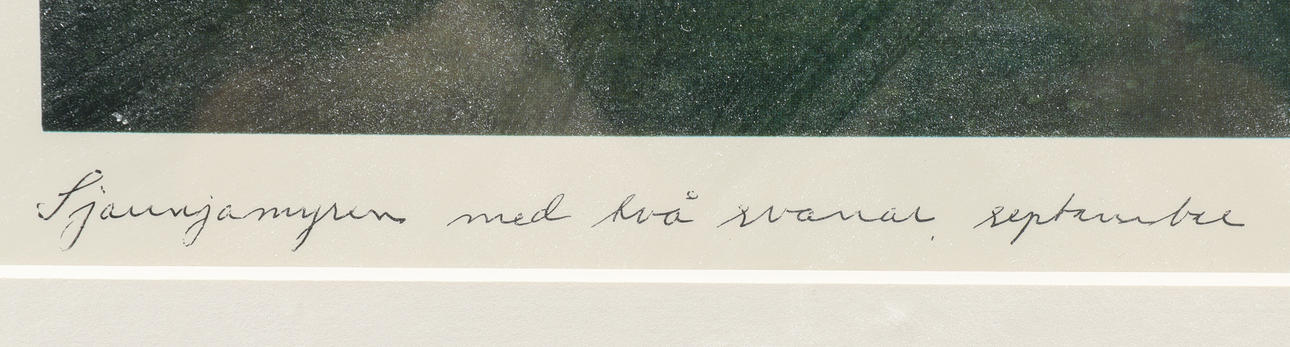 Sjaunjamyren med två svanar, september